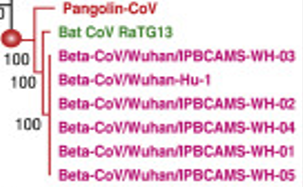 Pangolin-CoV
Bat CoV RaTG13
100
Beta-CoV/Wuhan/IPBCAMS-WH-03
100
Beta-CoV/Wuhan-Hu-1
Beta-CoV/Wuhan/IPBCAMS-WH-02
100
Beta-CoV/Wuhan/IPBCAMS-WH-04
Beta-CoV/Wuhan/IPBCAMS-WH-01
Beta-CoV/Wuhan/IPBCAMS-WH-05